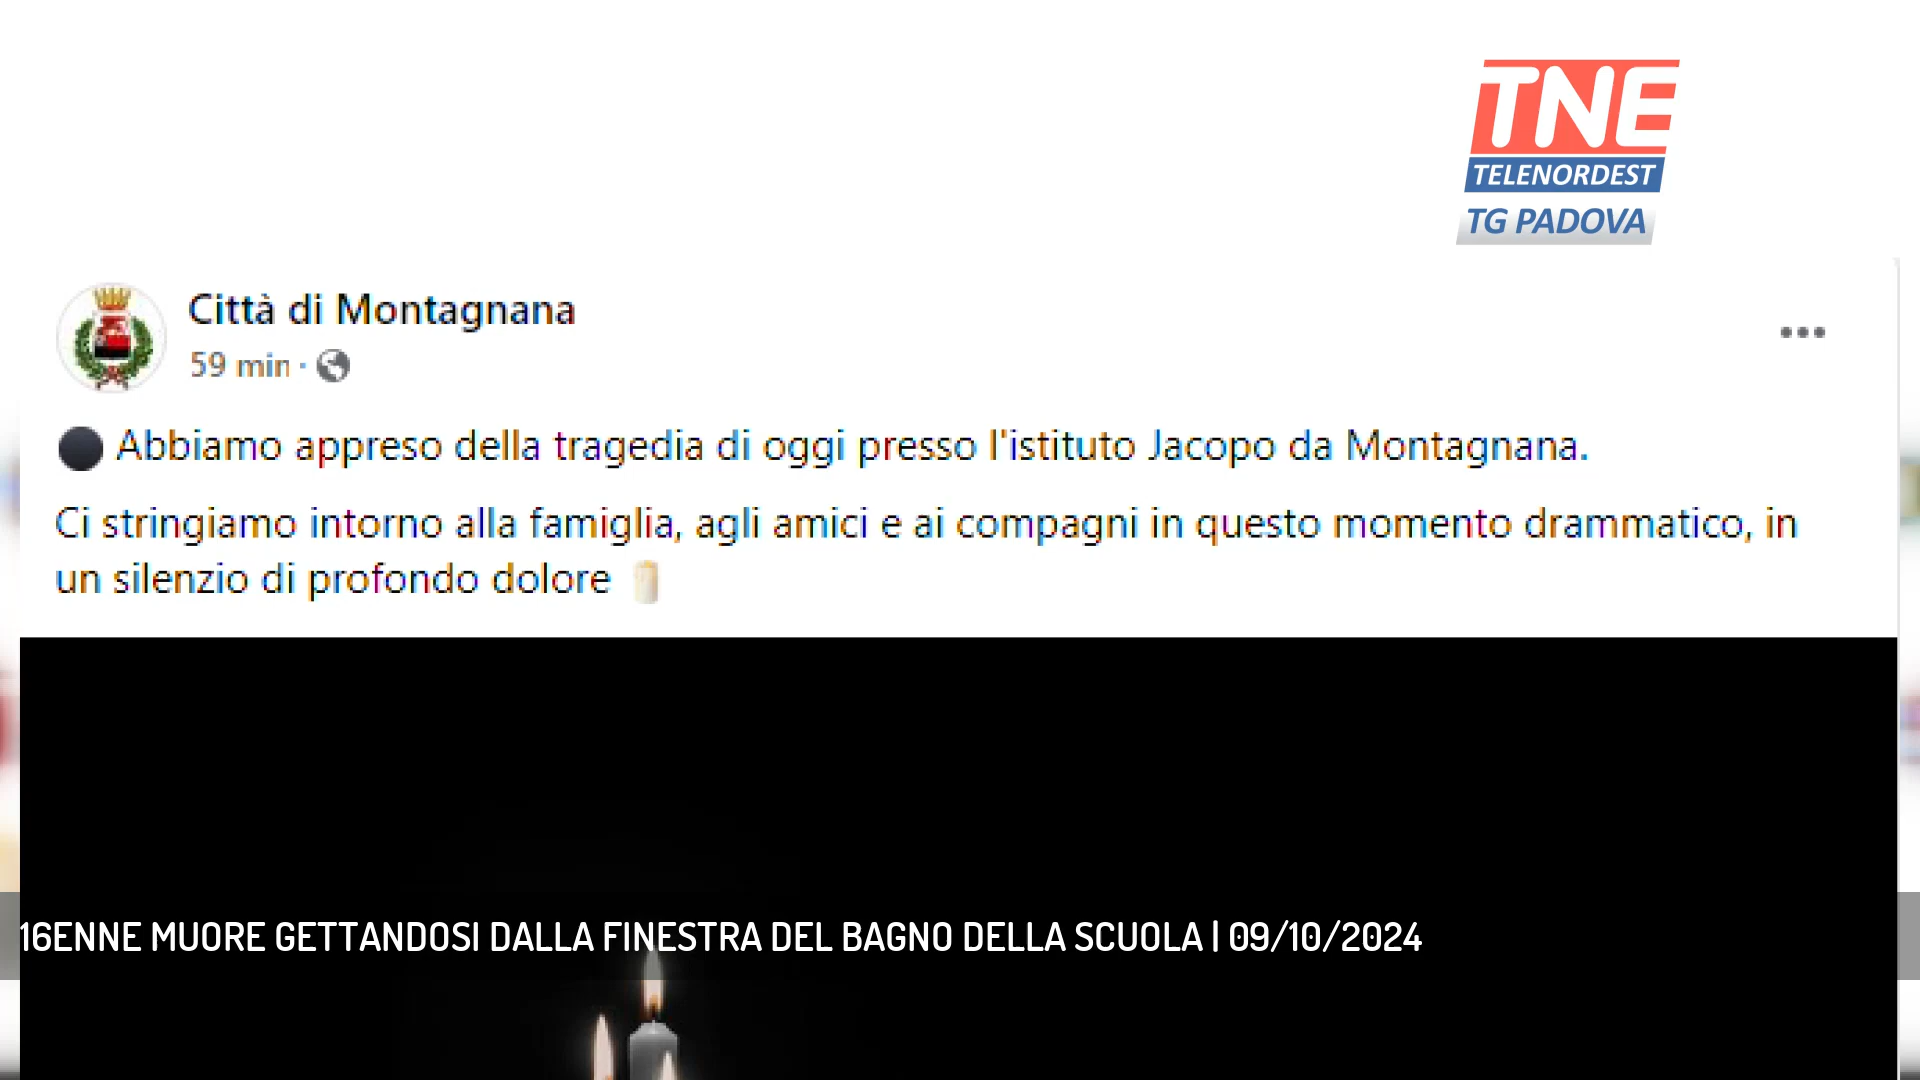 TNE
TELENORDEST
TG PADOVA
Città di Montagnana
59 min ·
Abbiamo appreso della tragedia di oggi presso l'istituto Jacopo da Montagnana.
Ci stringiamo intorno alla famiglia, agli amici e ai compagni in questo momento drammatico, in
un silenzio di profondo dolore
16ENNE MUORE GETTANDOSI DALLA FINESTRA DEL BAGNO DELLA SCUOLA | 09/10/2024